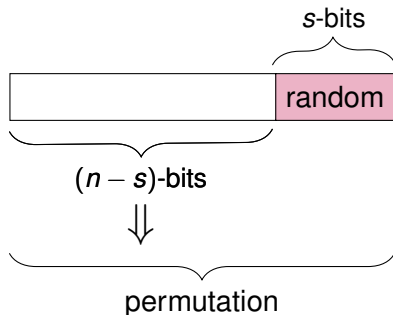 s-bits
random
(n − s)-bits
⇓
permutation